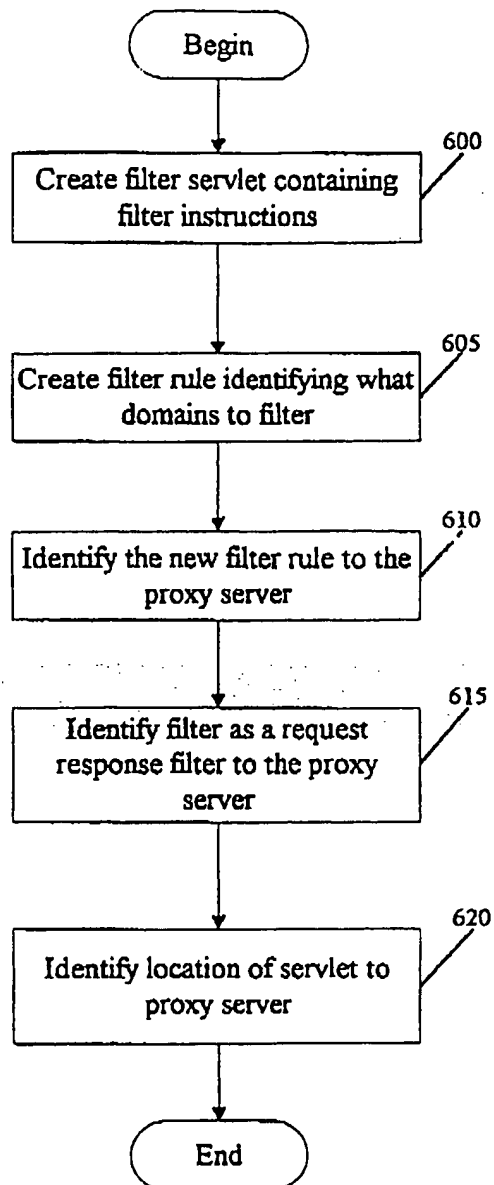 Begin
600
Create filter servlet containing
filter instructions
605
Create filter rule identifying what
domains to filter
610
Identify the new filter rule to the
proxy server
615
Identify filter as a request
response filter to the proxy
server
620
Identify location of servlet to
proxy server
End